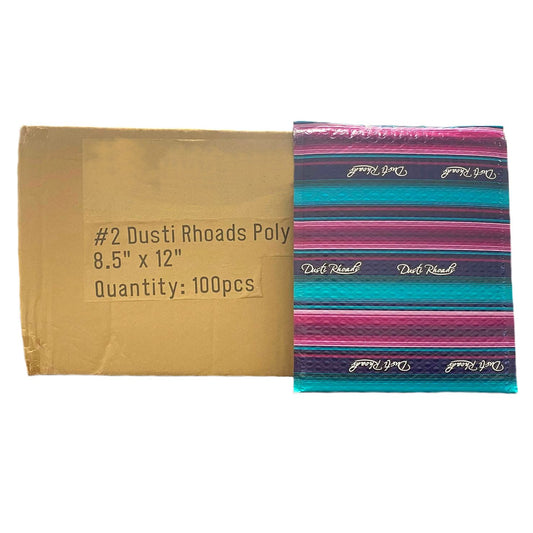 #2 Dusti Rhoads Poly
8.5" x 12"
Quantity: 100pcs
Dusti Rhoads Dusti Rhoads
Dusti Rhoads Dusti Rhoads
Dusti Rhoads Dusti Rhoads